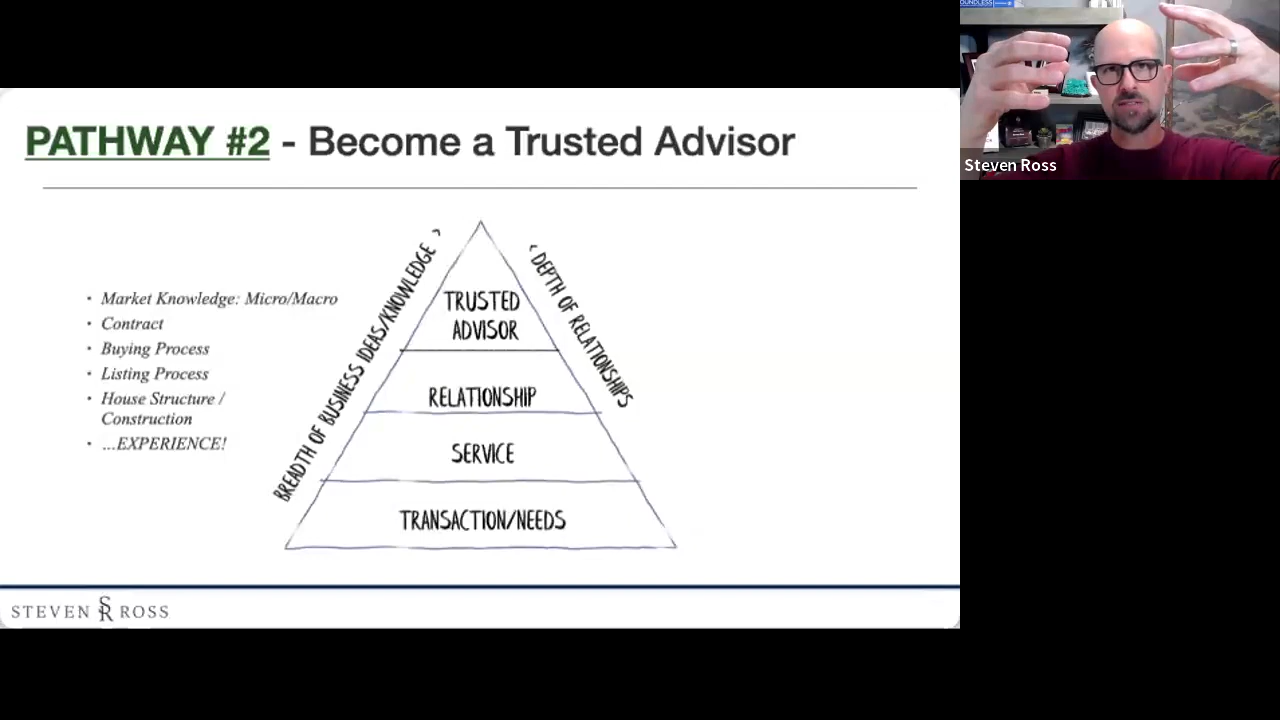 OUNDLESS
Steven Ross
PATHWAY #2 - Become a Trusted Advisor
• Market Knowledge: Micro/Macro
• Contract
• Buying Process
• Listing Process
• House Structure /
Construction
• ...EXPERIENCE!
BREADTH OF BUSINESS IDEAS/KNOWLEDGE >
< DEPTH OF RELATIONSHIPS
TRUSTED
ADVISOR
RELATIONSHIP
SERVICE
TRANSACTION/NEEDS
STEVEN SR ROSS